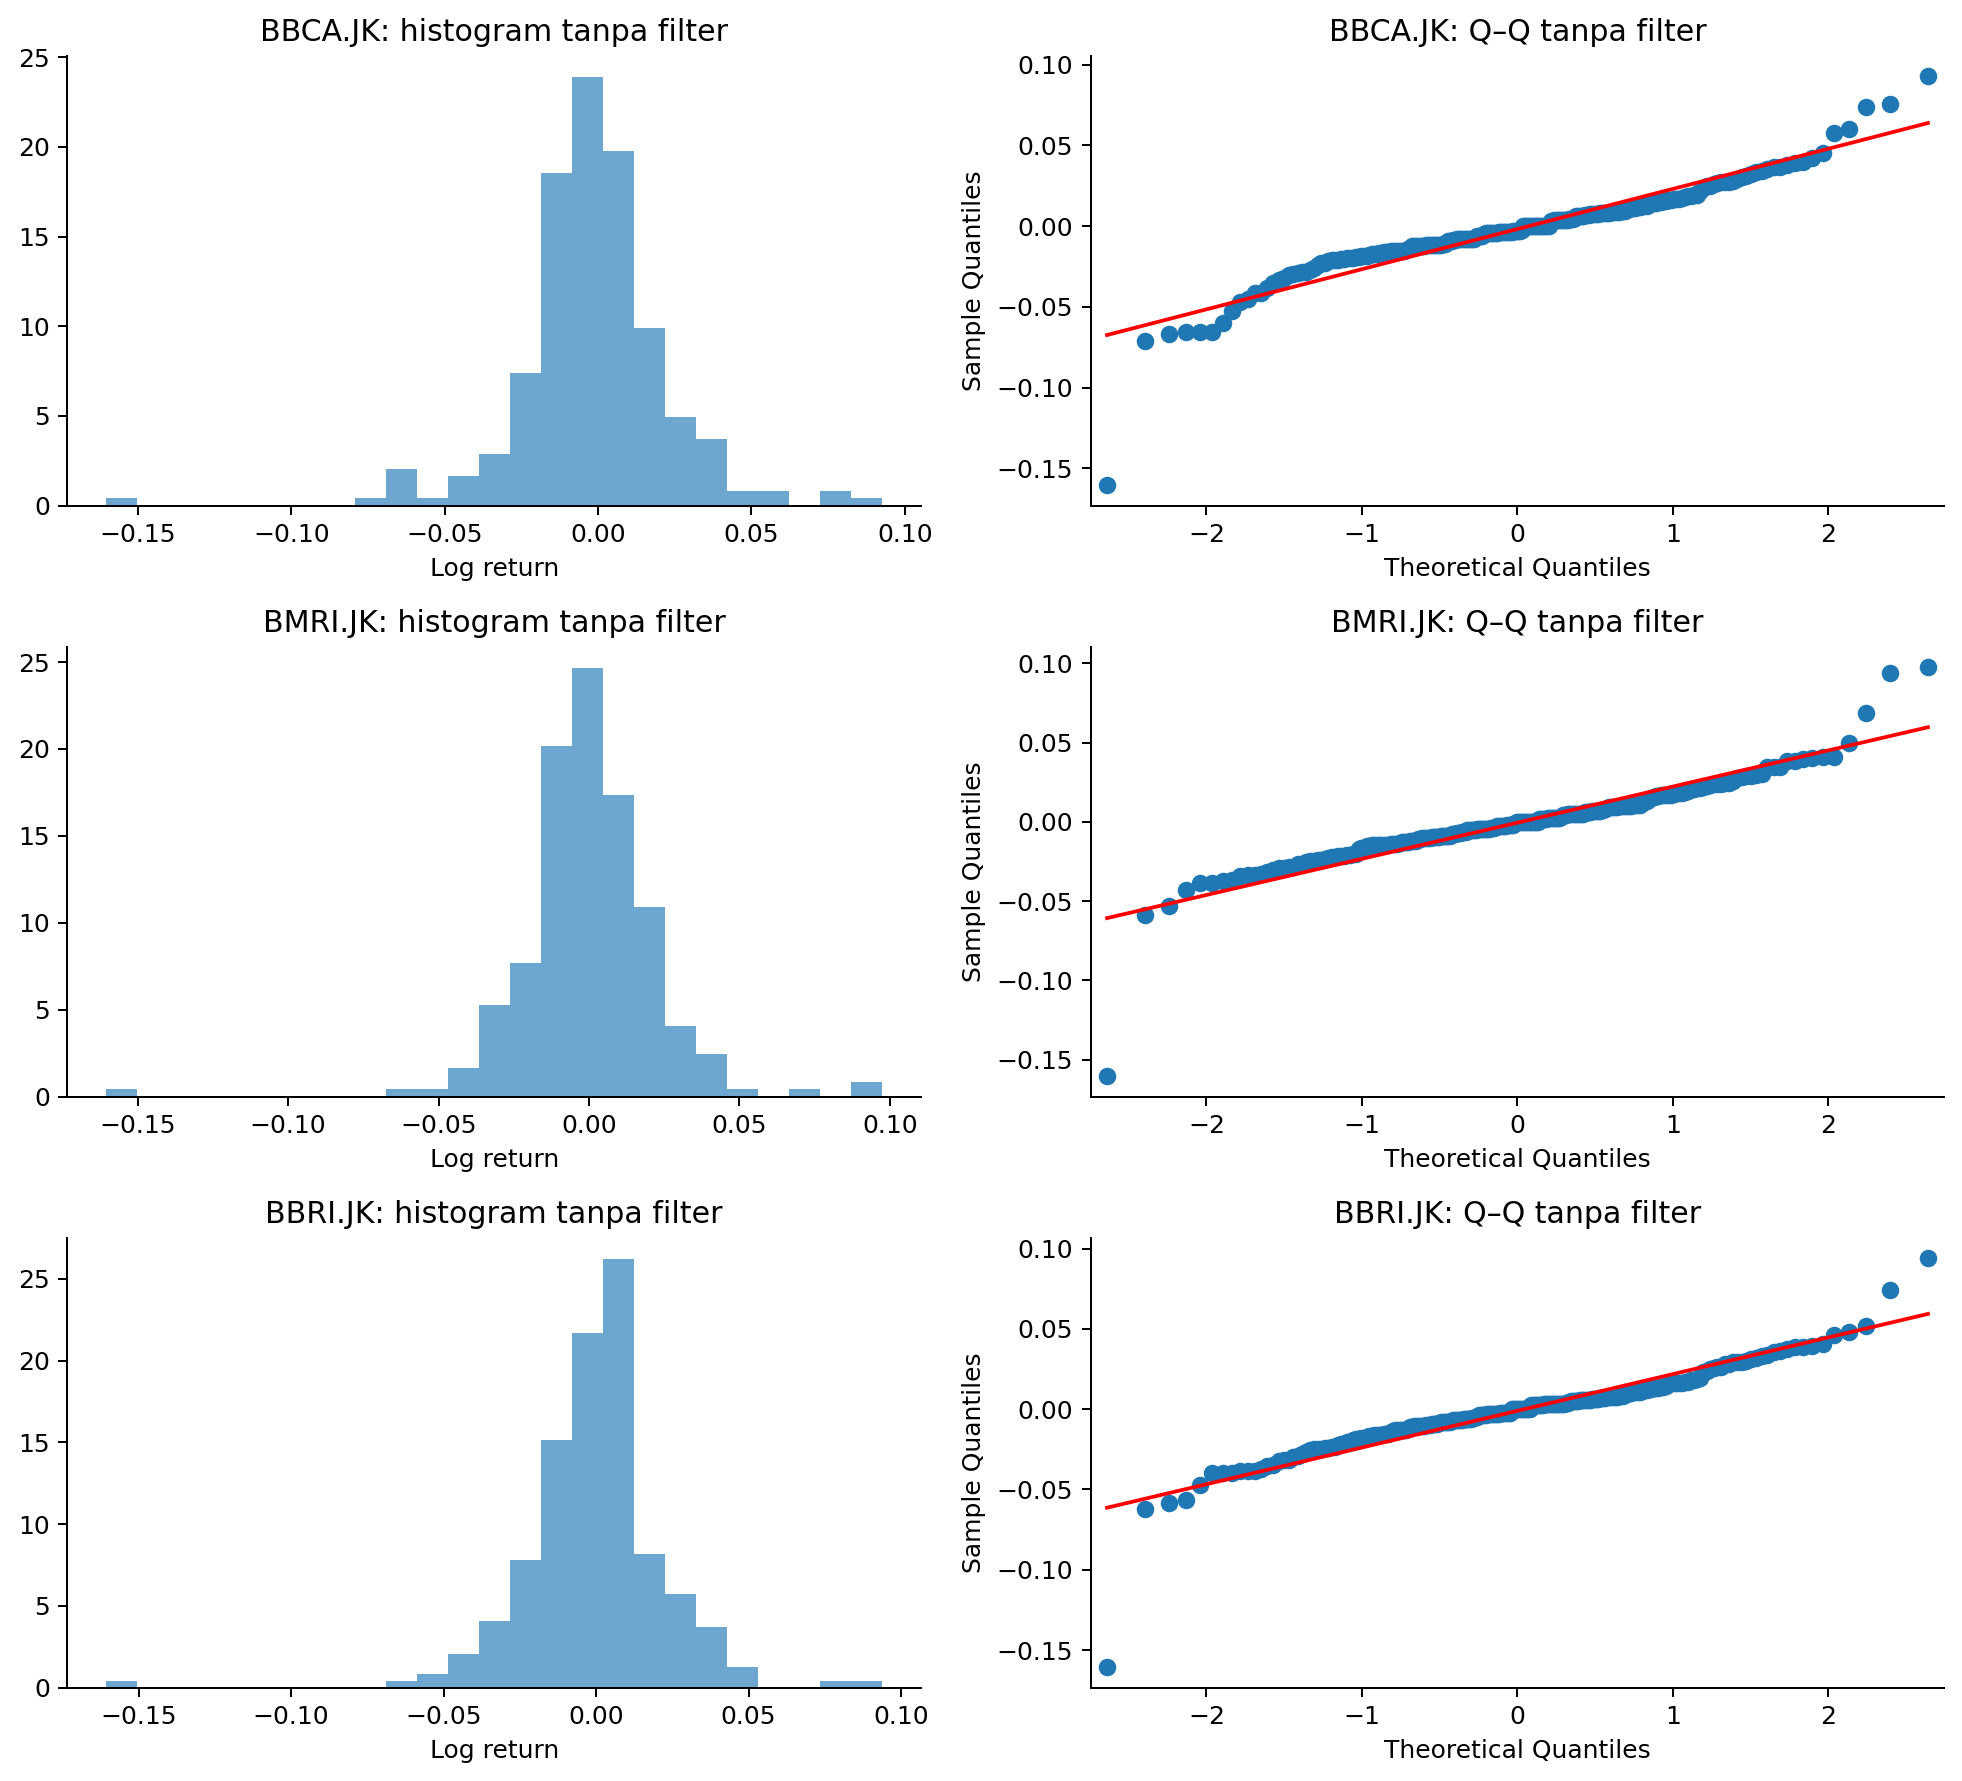 BBCA.JK: histogram tanpa filter
25
20
15
10
5
0
−0.15 −0.10 −0.05 0.00 0.05 0.10
Log return
BBCA.JK: Q–Q tanpa filter
0.10
0.05
0.00
−0.05
−0.10
−0.15
Sample Quantiles
−2 −1 0 1 2
Theoretical Quantiles
BMRI.JK: histogram tanpa filter
25
20
15
10
5
0
−0.15 −0.10 −0.05 0.00 0.05 0.10
Log return
BMRI.JK: Q–Q tanpa filter
0.10
0.05
0.00
−0.05
−0.10
−0.15
Sample Quantiles
−2 −1 0 1 2
Theoretical Quantiles
BBRI.JK: histogram tanpa filter
25
20
15
10
5
0
−0.15 −0.10 −0.05 0.00 0.05 0.10
Log return
BBRI.JK: Q–Q tanpa filter
0.10
0.05
0.00
−0.05
−0.10
−0.15
Sample Quantiles
−2 −1 0 1 2
Theoretical Quantiles